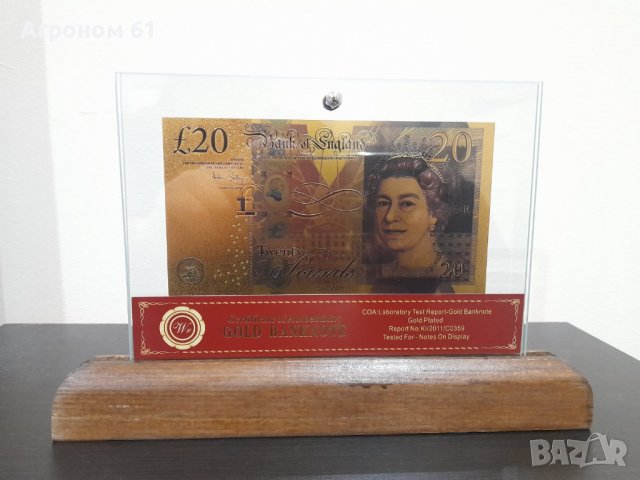 Агроном 61
£20
Bank of England
20
Twenty
Pounds
20
Certificate of Authenticity
GOLD BANKNOTE
COA:Laboratory Test Report-Gold Banknote
Gold Plated
Report No:KI/2011/C0359
Tested For - Notes On Display
BAZAR